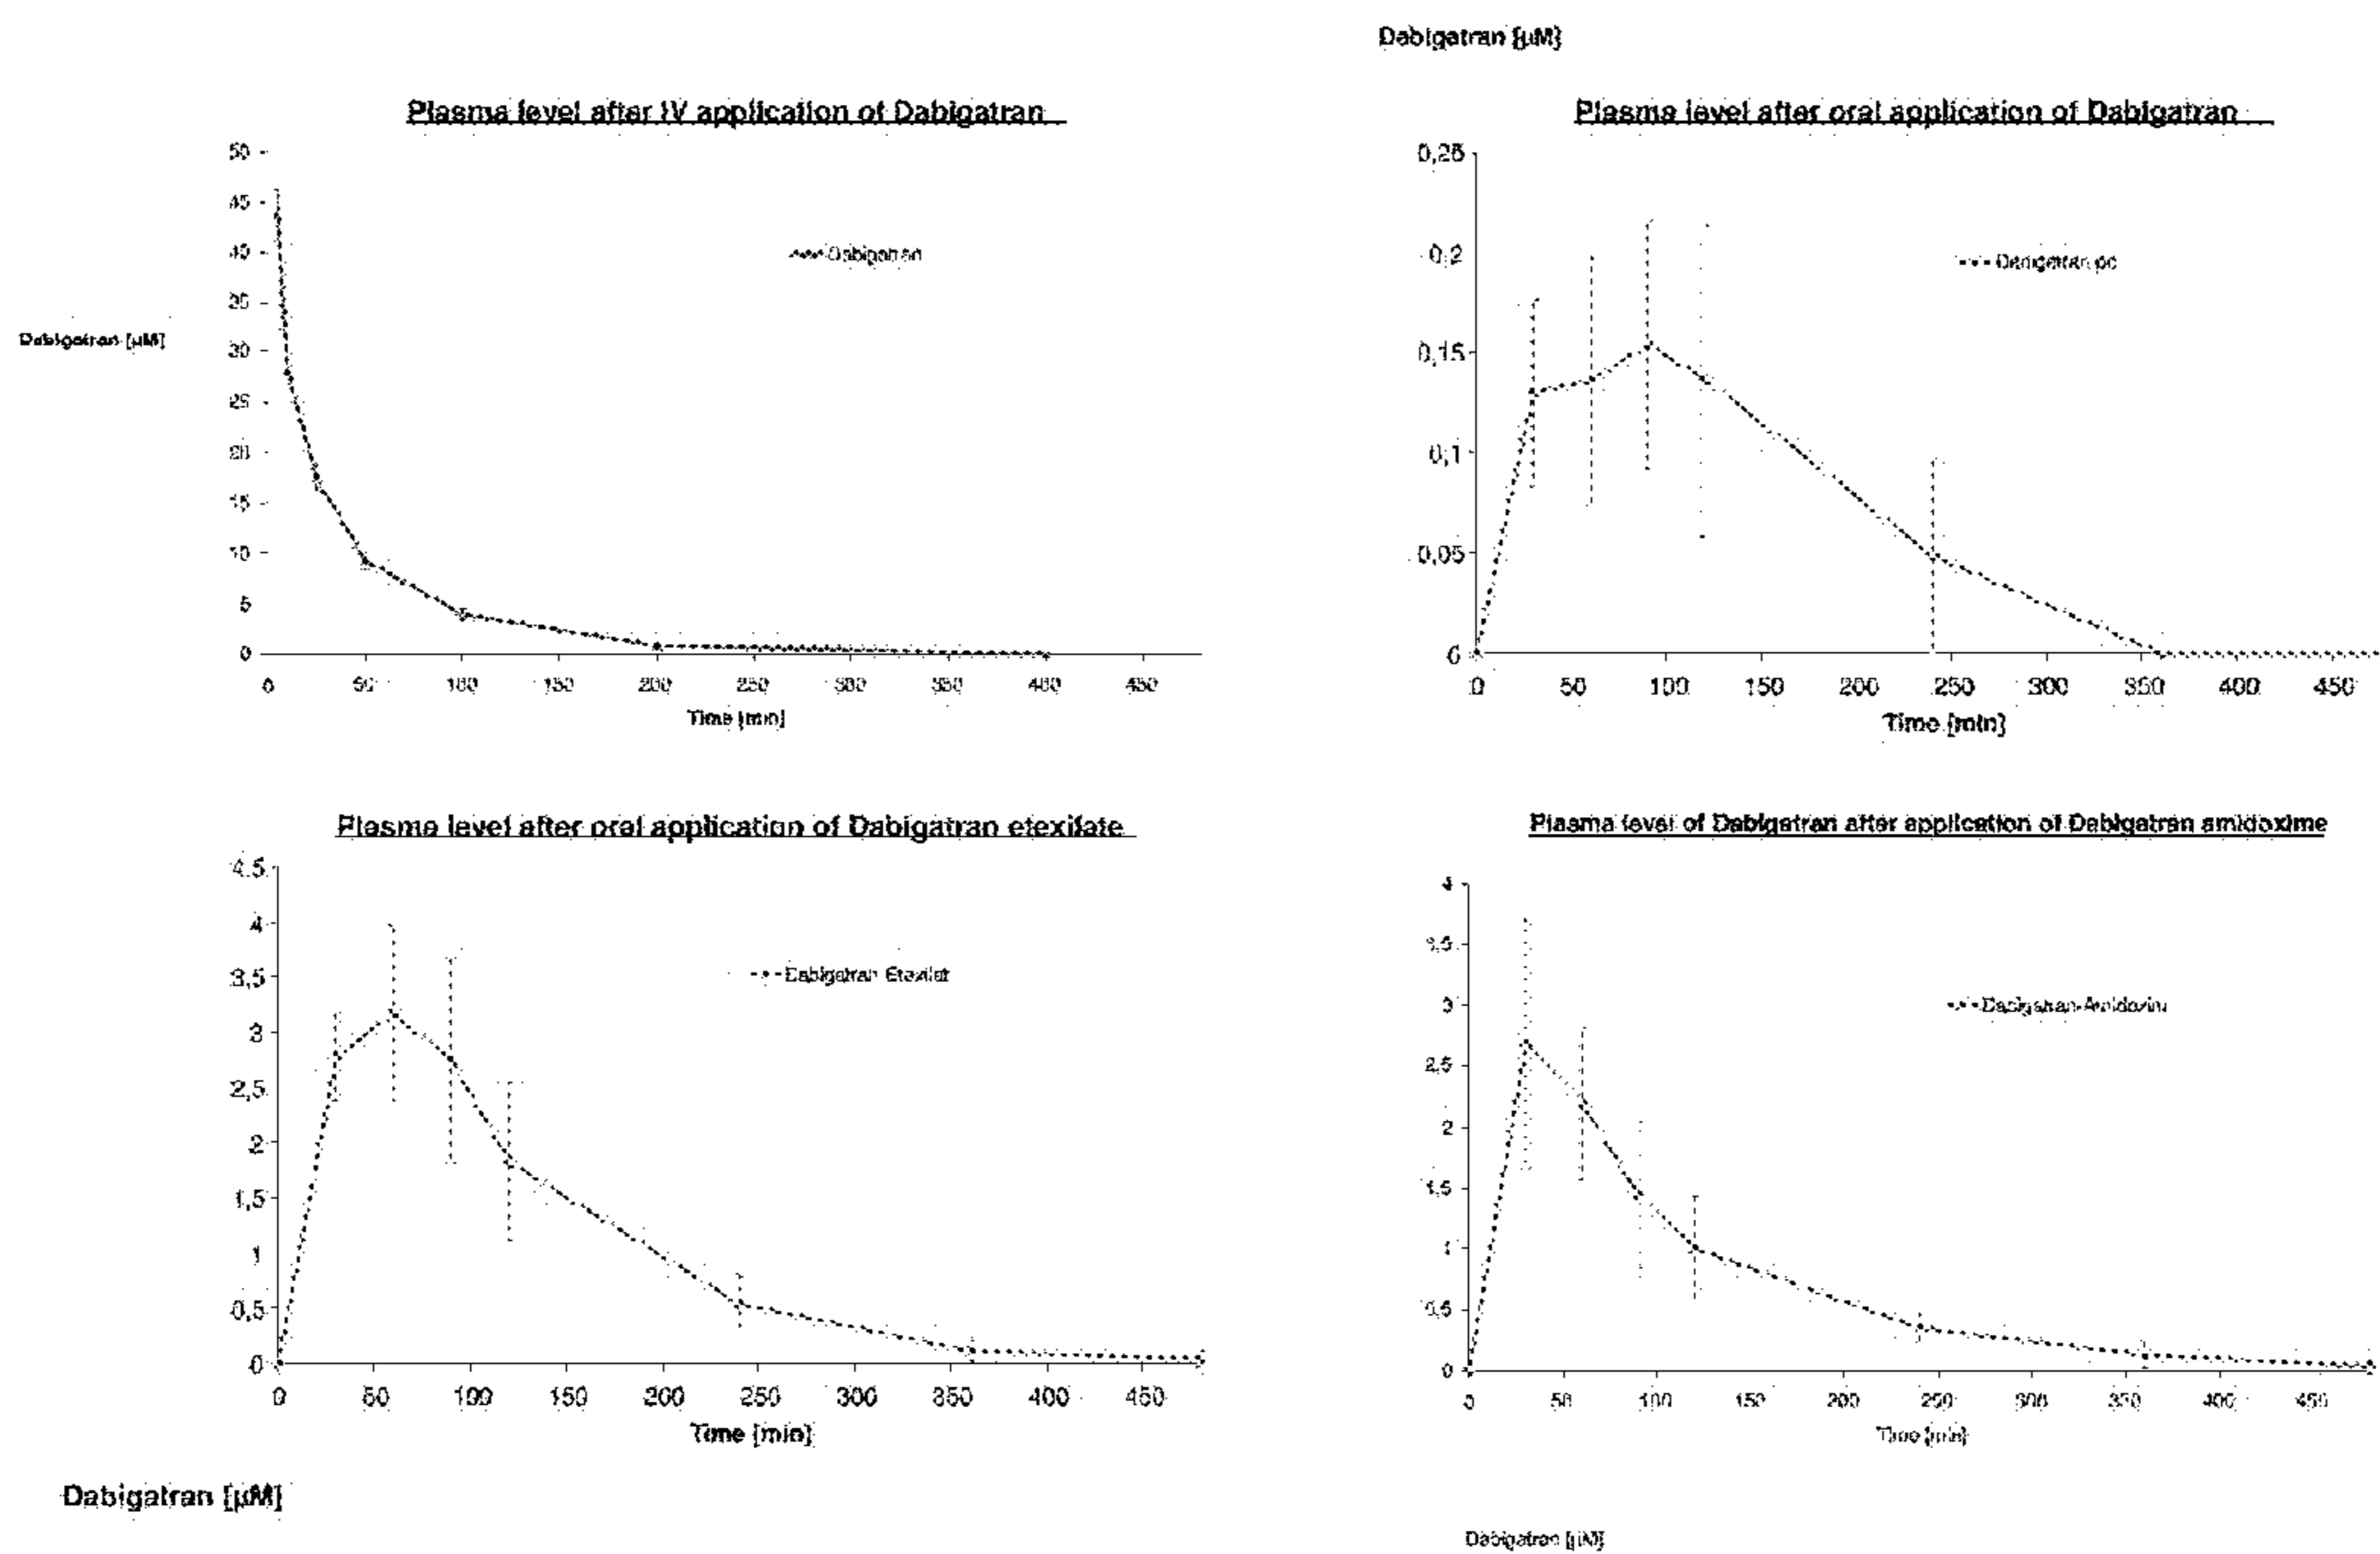 Dabigatran [µM]
Plasma level after IV application of Dabigatran
50
45
40
35
30
25
20
15
10
5
0
Dabigatran [µM]
Dabigatran
0 50 100 150 200 250 300 350 400 450
Time [min]
Plasma level after oral application of Dabigatran
0,25
0,2
0,15
0,1
0,05
0
Dabigatran po
0 50 100 150 200 250 300 350 400 450
Time [min]
Plasma level after oral application of Dabigatran etexilate
4,5
4
3,5
3
2,5
2
1,5
1
0,5
0
Dabigatran Etexilat
0 50 100 150 200 250 300 350 400 450
Time [min]
Dabigatran [µM]
Plasma level of Dabigatran after application of Dabigatran amidoxime
4
3,5
3
2,5
2
1,5
1
0,5
0
Dabigatran-Amidoxim
0 50 100 150 200 250 300 350 400 450
Time [min]
Dabigatran [µM]